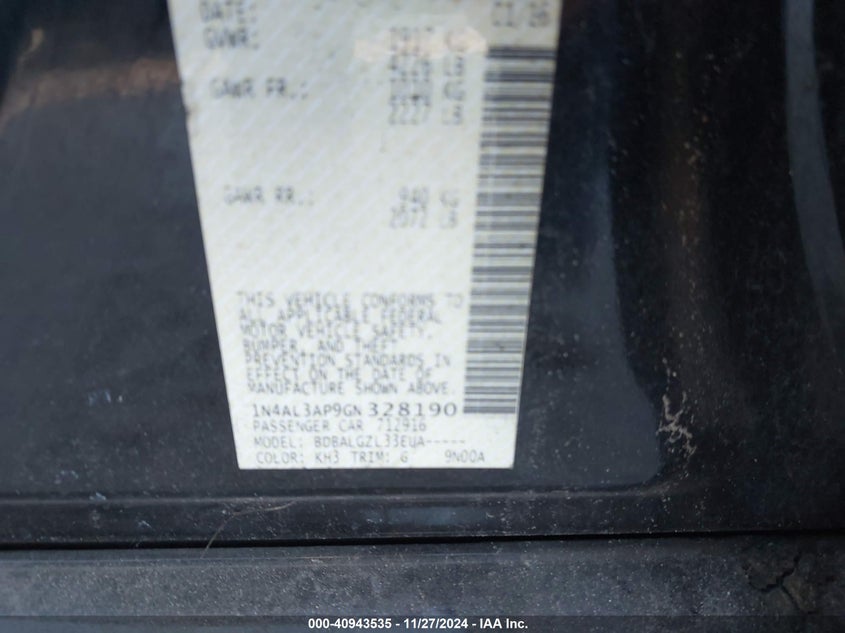 DATE:
GVWR:
GAWR FR.:
2227 LB
GAWR RR.: 940 KG
2072 LB
THIS VEHICLE CONFORMS TO
ALL APPLICABLE FEDERAL
MOTOR VEHICLE SAFETY,
BUMPER, AND THEFT
PREVENTION STANDARDS IN
EFFECT ON THE DATE OF
MANUFACTURE SHOWN ABOVE.
1N4AL3AP9GN328190
PASSENGER CAR 712916
MODEL: BDBALGZL33EUA-----
COLOR: KH3 TRIM: G 9N00A
000-40943535 - 11/27/2024 - IAA Inc.